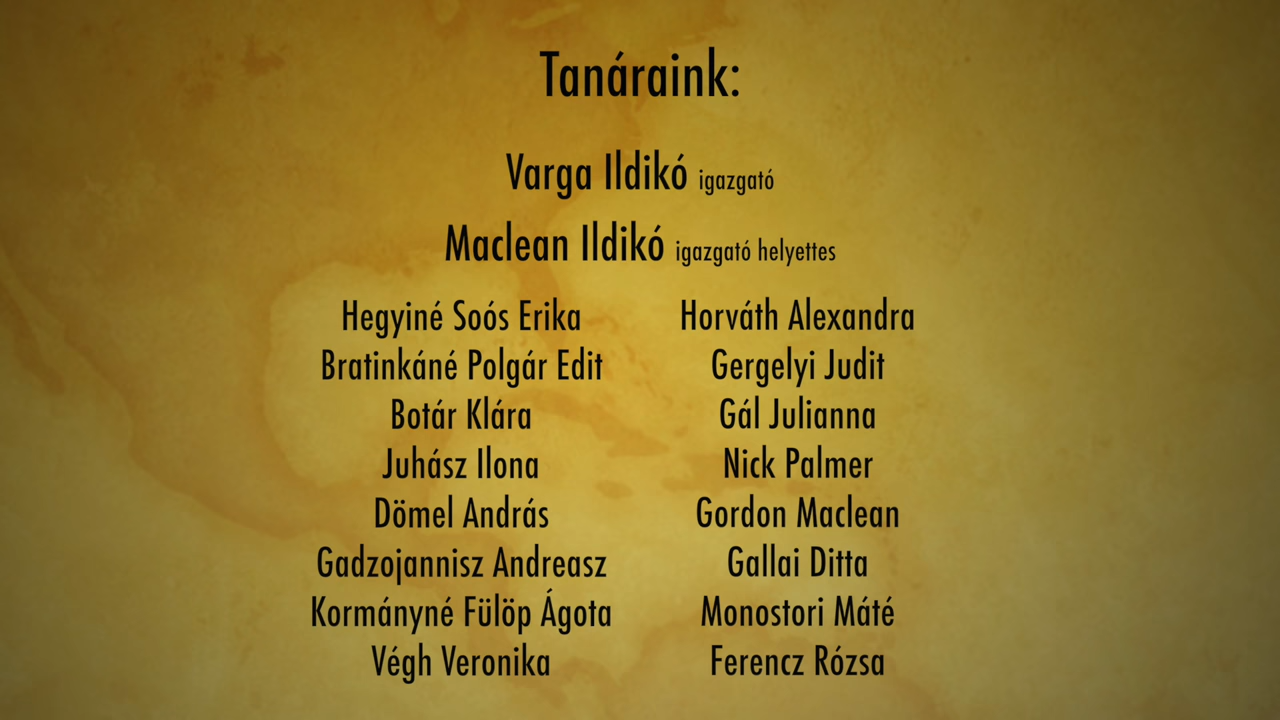 Tanáraink:
Varga Ildikó igazgató
Maclean Ildikó igazgató helyettes
Hegyiné Soós Erika
Bratinkáné Polgár Edit
Botár Klára
Juhász Ilona
Dömel András
Gadzojannisz Andreasz
Kormányné Fülöp Ágota
Végh Veronika
Horváth Alexandra
Gergelyi Judit
Gál Julianna
Nick Palmer
Gordon Maclean
Gallai Ditta
Monostori Máté
Ferencz Rózsa